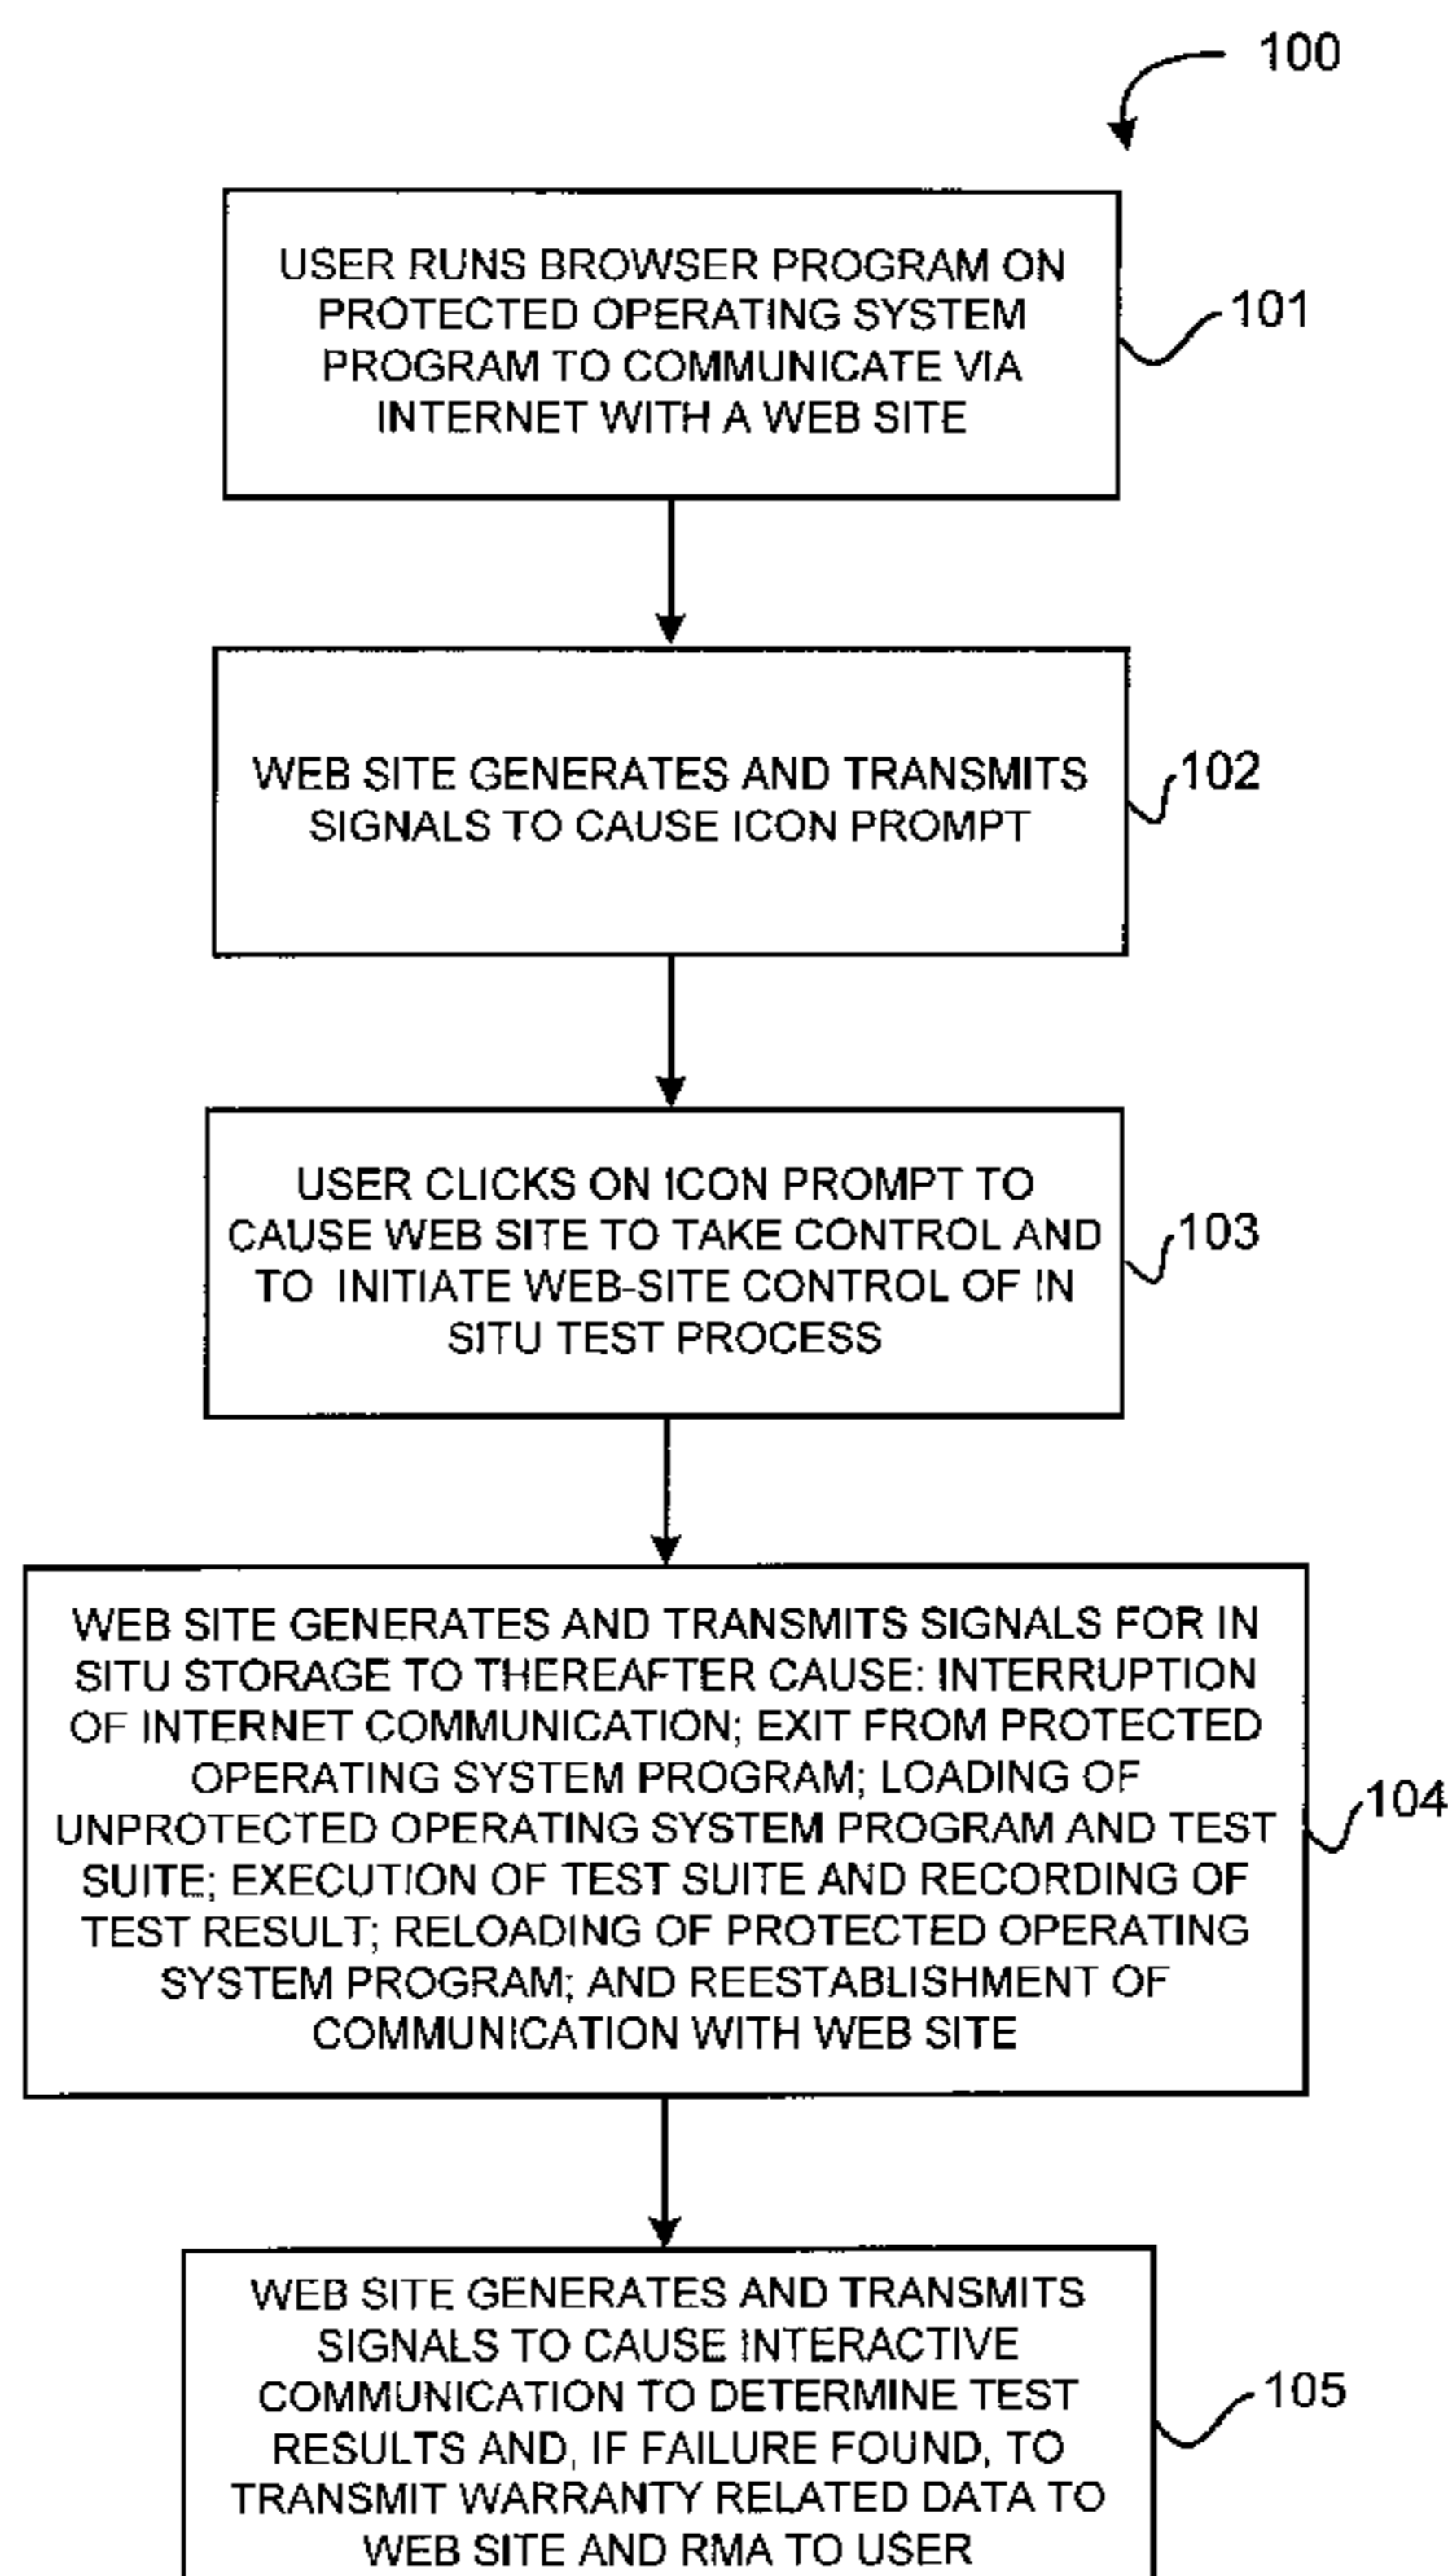 100
USER RUNS BROWSER PROGRAM ON
PROTECTED OPERATING SYSTEM
PROGRAM TO COMMUNICATE VIA
INTERNET WITH A WEB SITE
101
WEB SITE GENERATES AND TRANSMITS
SIGNALS TO CAUSE ICON PROMPT
102
USER CLICKS ON ICON PROMPT TO
CAUSE WEB SITE TO TAKE CONTROL AND
TO INITIATE WEB-SITE CONTROL OF IN
SITU TEST PROCESS
103
WEB SITE GENERATES AND TRANSMITS SIGNALS FOR IN
SITU STORAGE TO THEREAFTER CAUSE: INTERRUPTION
OF INTERNET COMMUNICATION; EXIT FROM PROTECTED
OPERATING SYSTEM PROGRAM; LOADING OF
UNPROTECTED OPERATING SYSTEM PROGRAM AND TEST
SUITE; EXECUTION OF TEST SUITE AND RECORDING OF
TEST RESULT; RELOADING OF PROTECTED OPERATING
SYSTEM PROGRAM; AND REESTABLISHMENT OF
COMMUNICATION WITH WEB SITE
104
WEB SITE GENERATES AND TRANSMITS
SIGNALS TO CAUSE INTERACTIVE
COMMUNICATION TO DETERMINE TEST
RESULTS AND, IF FAILURE FOUND, TO
TRANSMIT WARRANTY RELATED DATA TO
WEB SITE AND RMA TO USER
105